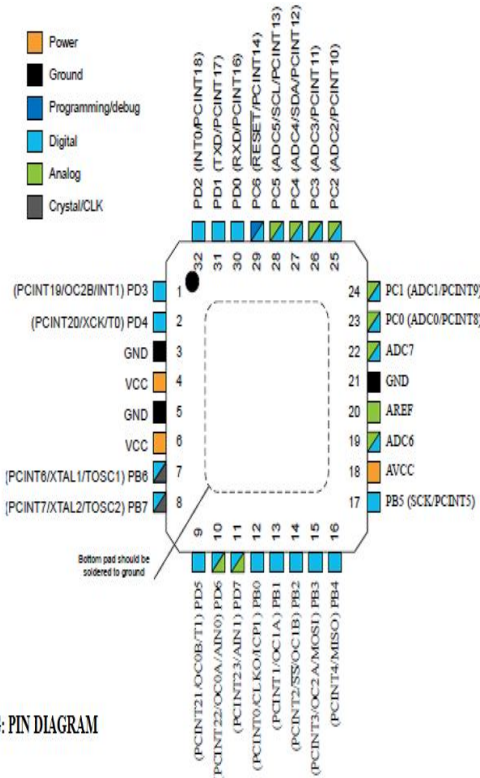 Power
Ground
Programming/debug
Digital
Analog
Crystal/CLK
PD2 (INT0/PCINT18)
PD1 (TXD/PCINT17)
PD0 (RXD/PCINT16)
PC6 (RESET/PCINT14)
PC5 (ADC5/SCL/PCINT13)
PC4 (ADC4/SDA/PCINT12)
PC3 (ADC3/PCINT11)
PC2 (ADC2/PCINT10)
32
31
30
29
28
27
26
25
(PCINT19/OC2B/INT1) PD3
1
(PCINT20/XCK/T0) PD4
2
GND
3
VCC
4
GND
5
VCC
6
(PCINT6/XTAL1/TOSC1) PB6
7
(PCINT7/XTAL2/TOSC2) PB7
8
24
PC1 (ADC1/PCINT9)
23
PC0 (ADC0/PCINT8)
22
ADC7
21
GND
20
AREF
19
ADC6
18
AVCC
17
PB5 (SCK/PCINT5)
9
10
11
12
13
14
15
16
Bottom pad should be
soldered to ground
(PCINT21/OC0B/T1) PD5
(PCINT22/OC0A/AIN0) PD6
(PCINT23/AIN1) PD7
(PCINT0/CLKO/ICP1) PB0
(PCINT1/OC1A) PB1
(PCINT2/SS/OC1B) PB2
(PCINT3/OC2A/MOSI) PB3
(PCINT4/MISO) PB4
: PIN DIAGRAM